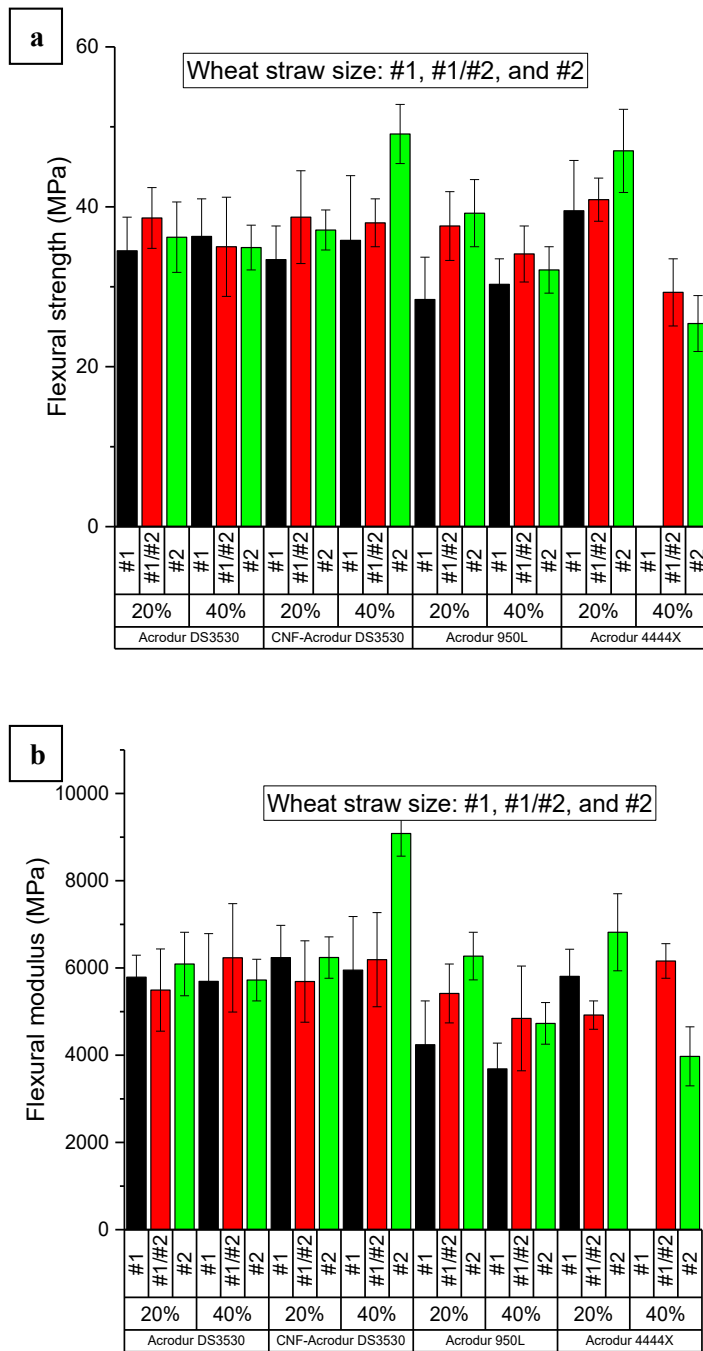 a
60
Wheat straw size: #1, #1/#2, and #2
40
20
0
Flexural strength (MPa)
#1 #1/#2 #2 #1 #1/#2 #2 #1 #1/#2 #2 #1 #1/#2 #2 #1 #1/#2 #2 #1 #1/#2 #2 #1 #1/#2 #2 #1 #1/#2 #2
20% 40% 20% 40% 20% 40% 20% 40%
Acrodur DS3530 CNF-Acrodur DS3530 Acrodur 950L Acrodur 4444X
b
10000
Wheat straw size: #1, #1/#2, and #2
8000
6000
4000
2000
0
Flexural modulus (MPa)
#1 #1/#2 #2 #1 #1/#2 #2 #1 #1/#2 #2 #1 #1/#2 #2 #1 #1/#2 #2 #1 #1/#2 #2 #1 #1/#2 #2 #1 #1/#2 #2
20% 40% 20% 40% 20% 40% 20% 40%
Acrodur DS3530 CNF-Acrodur DS3530 Acrodur 950L Acrodur 4444X